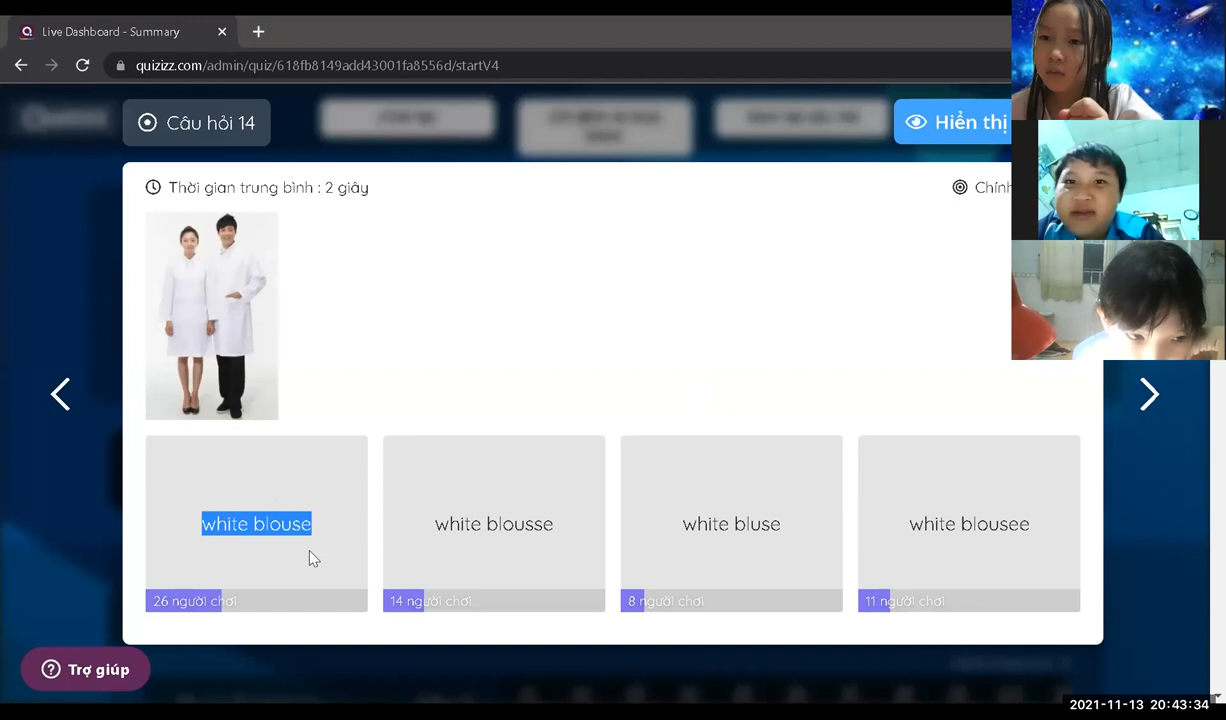 Live Dashboard - Summary
quizizz.com/admin/quiz/618fb8149add43001fa8556d/startV4
Câu hỏi 14
Hiển thị
Thời gian trung bình : 2 giây
Chính
white blouse
white blousse
white bluse
white blousee
26 người chơi
14 người chơi
8 người chơi
11 người chơi
Trợ giúp
2021-11-13 20:43:34